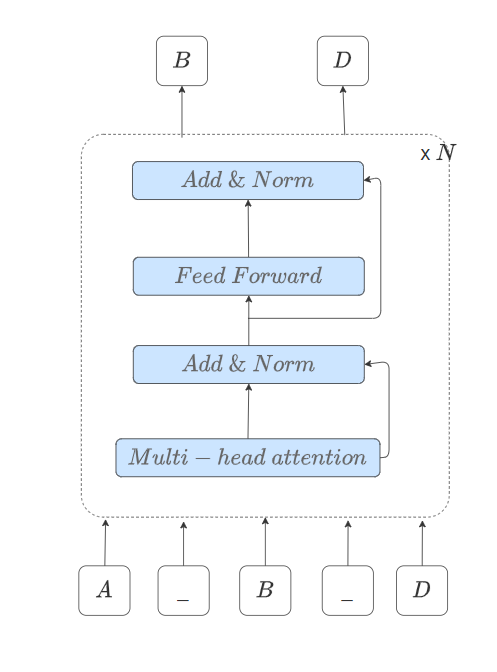 B D
x N
Add & Norm
Feed Forward
Add & Norm
Multi - head attention
A _ B _ D